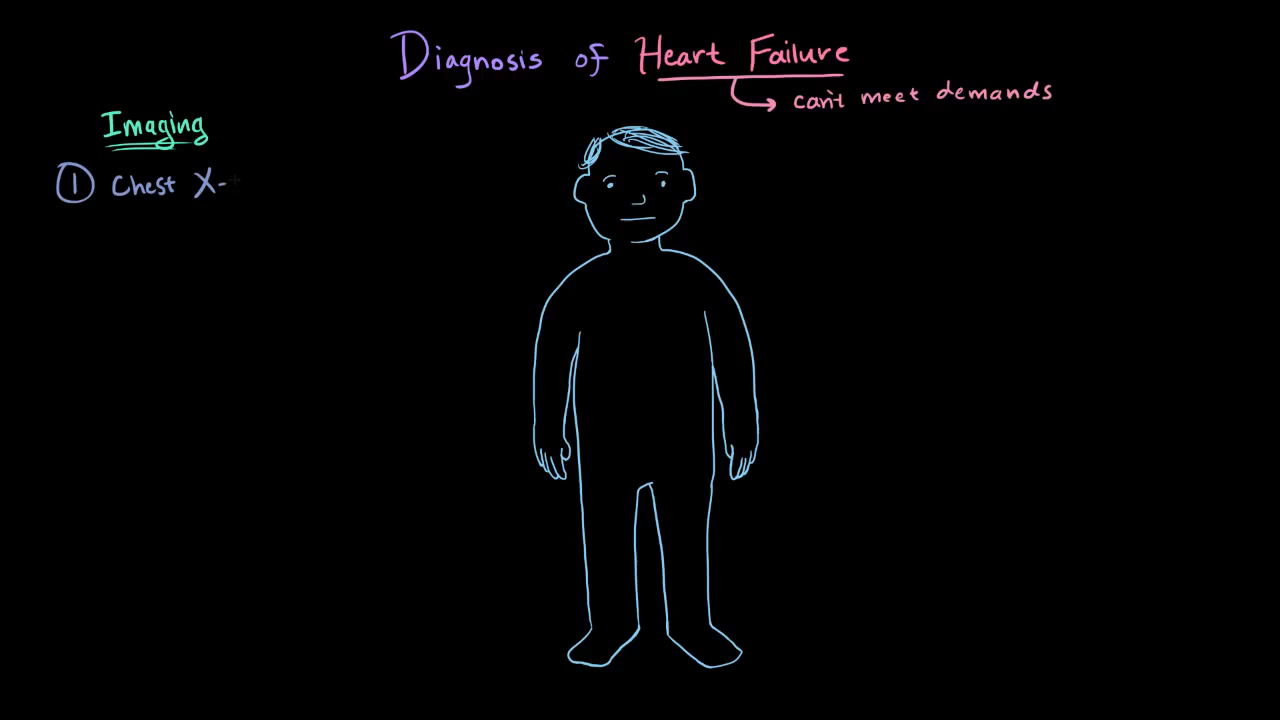 Diagnosis of Heart Failure
can't meet demands
Imaging
1 Chest X-